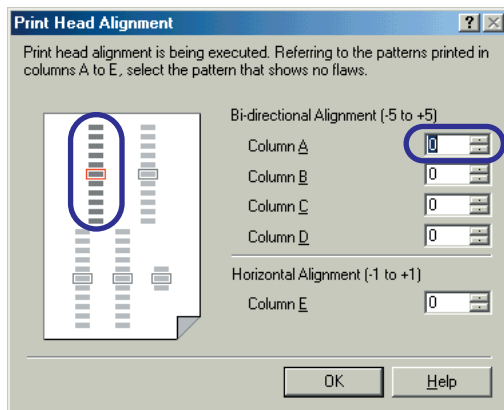 Print Head Alignment
Print head alignment is being executed. Referring to the patterns printed in
columns A to E, select the pattern that shows no flaws.
Bi-directional Alignment (-5 to +5)
Column A 0
Column B 0
Column C 0
Column D 0
Horizontal Alignment (-1 to +1)
Column E 0
OK Help